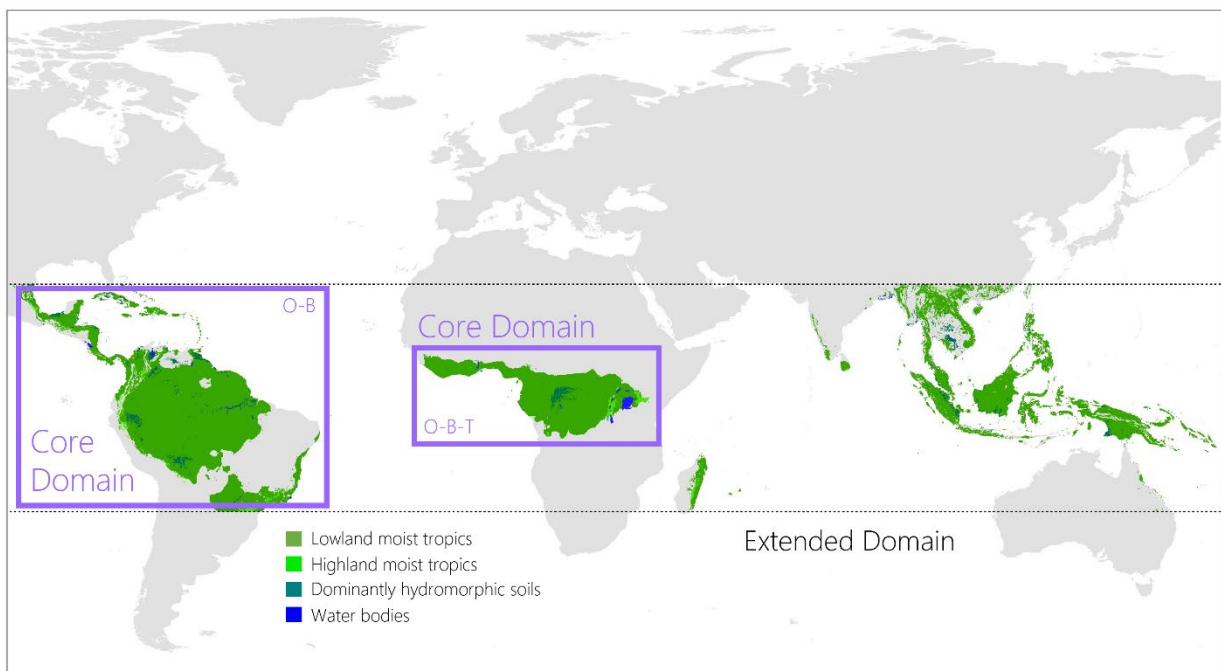 O-B
Core Domain
O-B-T
Core
Domain
Lowland moist tropics
Highland moist tropics
Dominantly hydromorphic soils
Water bodies
Extended Domain